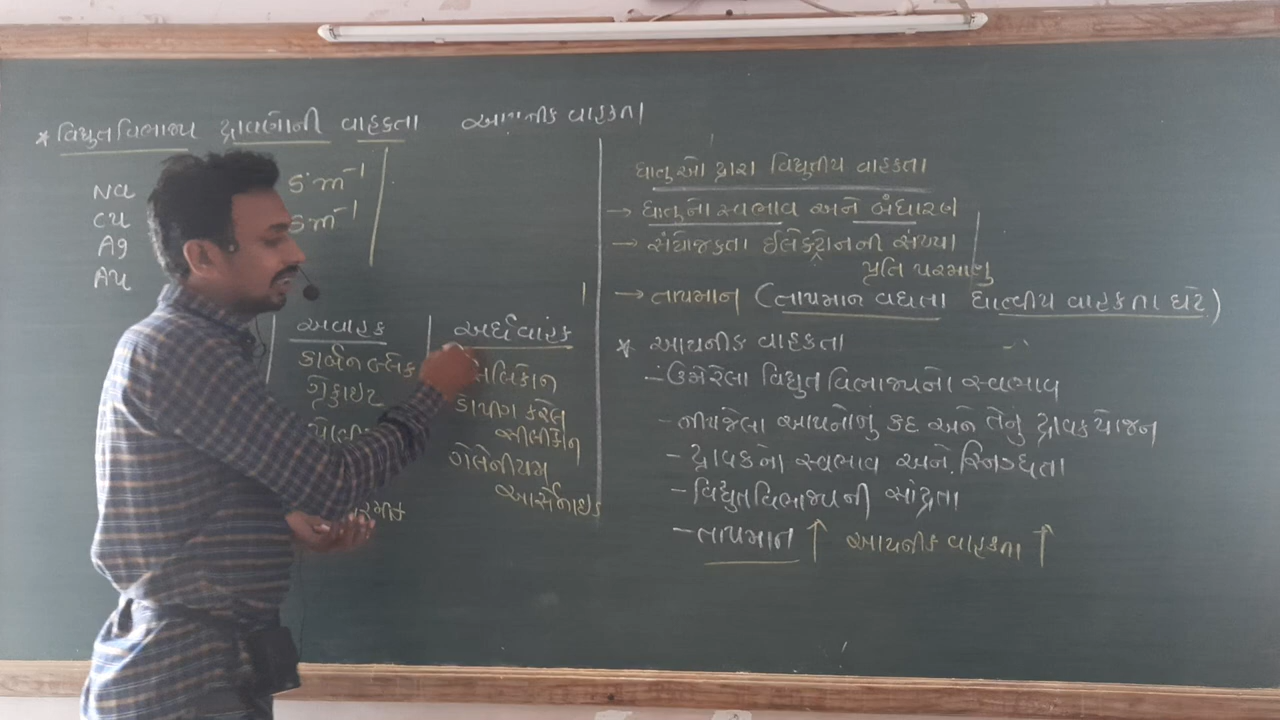 * વિદ્યુતવિભાજ્ય દ્રાવણોની વાહકતા આયનીક વાહકતા
Na
Cu
Ag
Au
S m⁻¹
S m⁻¹
અવાહક
કાર્બન બ્લેક
ગ્રેફાઇટ
અર્ધવાહક
સિલિકોન
ડોપીંગ કરેલ
સીલીકોન
ગેલેનીયમ
આર્સેનાઇડ
ધાતુઓ દ્વારા વિદ્યુતીય વાહકતા
→ ધાતુનો સ્વભાવ અને બંધારણ
→ સંયોજકતા ઈલેક્ટ્રોનની સંખ્યા
પ્રતિ પરમાણુ
→ તાપમાન (તાપમાન વધતા ધાત્વીય વાહકતા ઘટે)
* આયનીક વાહકતા
- ઉમેરેલા વિદ્યુતવિભાજ્યનો સ્વભાવ
- નીપજેલા આયનોનું કદ અને તેનું દ્રાવકયોજન
- દ્રાવકનો સ્વભાવ અને સ્નિગ્ધતા
- વિદ્યુતવિભાજ્યની સાંદ્રતા
- તાપમાન ↑ આયનીક વાહકતા ↑